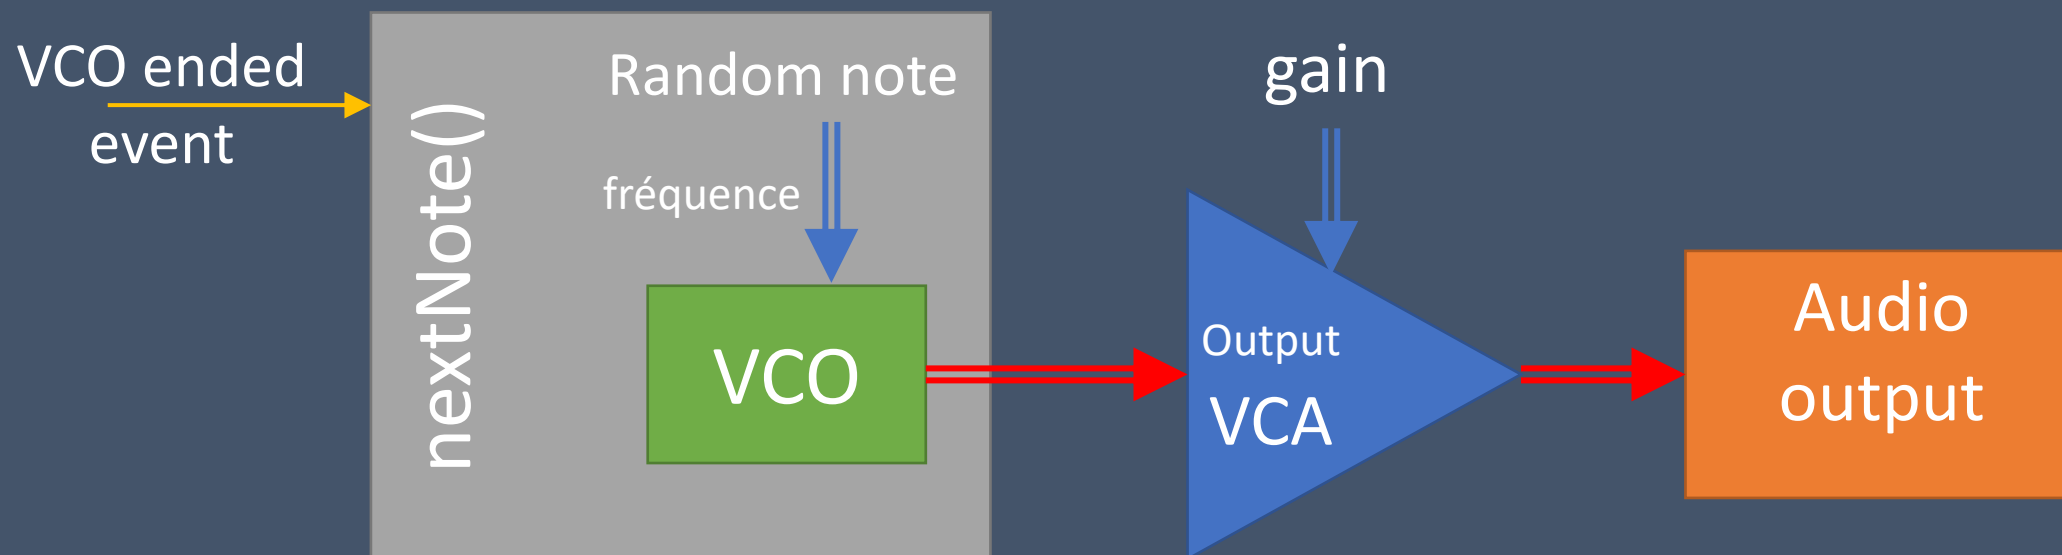 VCO ended
event
nextNote()
Random note
fréquence
VCO
gain
Output
VCA
Audio
output